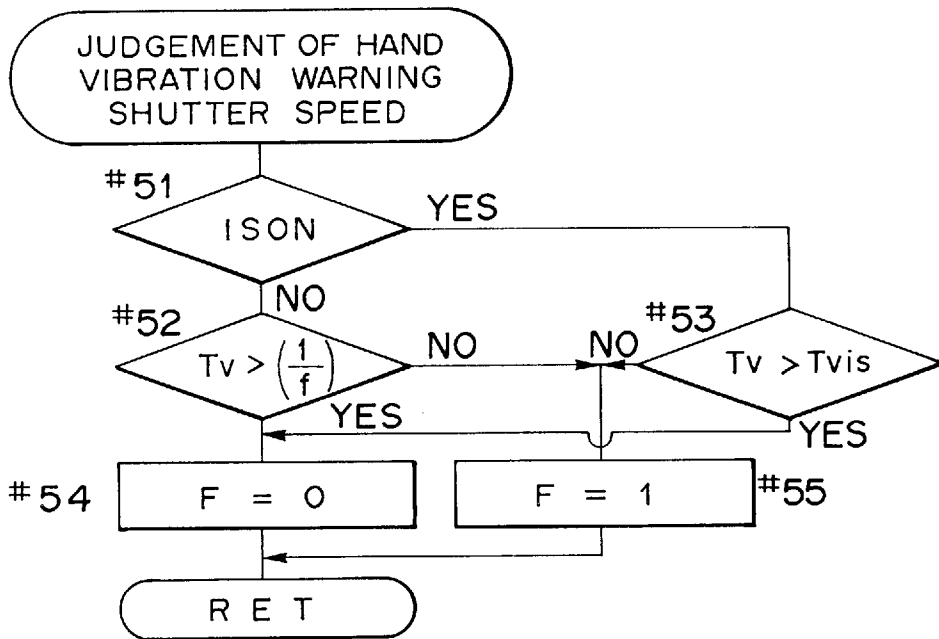 JUDGEMENT OF HAND
VIBRATION WARNING
SHUTTER SPEED
#51
ISON
YES
NO
#52
Tv > (1/f)
NO
YES
#53
NO
Tv > Tvis
YES
#54
F = 0
F = 1
#55
RET